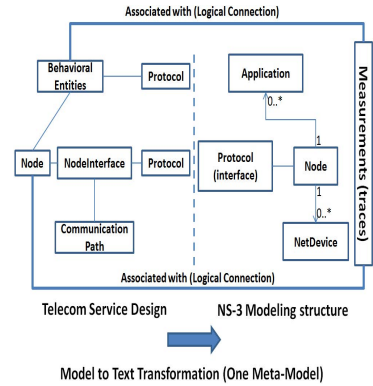 Associated with (Logical Connection)
Behavioral
Entities
Protocol
Application
0..*
1
Node
NodeInterface
Protocol
Protocol
(interface)
Node
1
0..*
Communication
Path
NetDevice
Measurements (traces)
Associated with (Logical Connection)
Telecom Service Design
NS-3 Modeling structure
Model to Text Transformation (One Meta-Model)